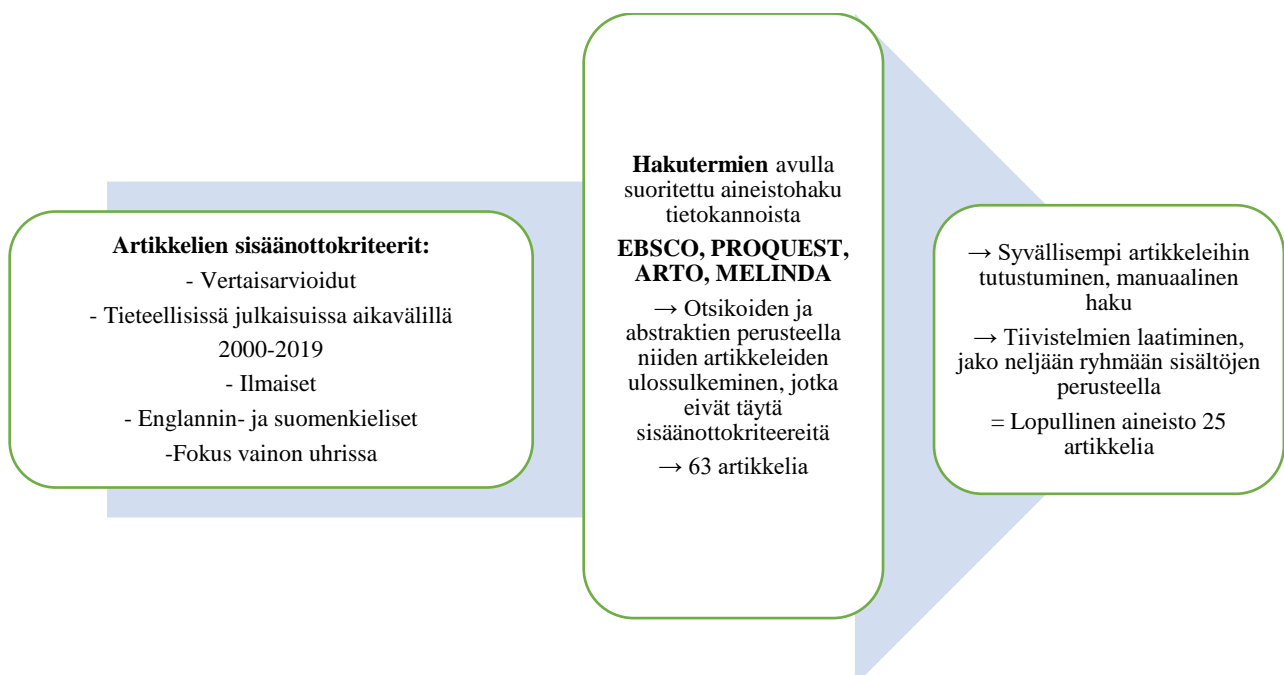 Artikkelien sisäänottokriteerit:
- Vertaisarvioidut
- Tieteellisissä julkaisuissa aikavälillä
2000-2019
- Ilmaiset
- Englannin- ja suomenkieliset
-Fokus vainon uhrissa
Hakutermien avulla
suoritettu aineistohaku
tietokannoista
EBSCO, PROQUEST,
ARTO, MELINDA
→ Otsikoiden ja
abstraktien perusteella
niiden artikkeleiden
ulossulkeminen, jotka
eivät täytä
sisäänottokriteereitä
→ 63 artikkelia
→ Syvällisempi artikkeleihin
tutustuminen, manuaalinen
haku
→ Tiivistelmien laatiminen,
jako neljään ryhmään sisältöjen
perusteella
= Lopullinen aineisto 25
artikkelia